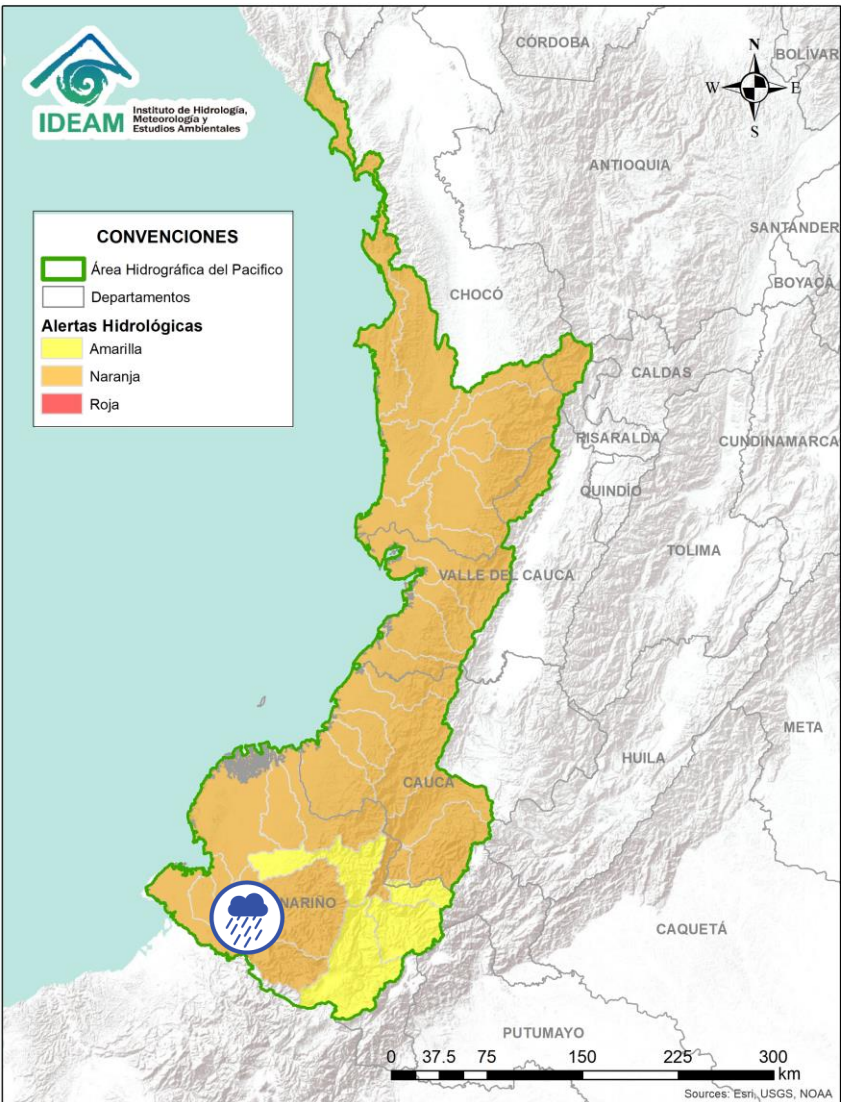 IDEAM
Instituto de Hidrología,
Meteorología y
Estudios Ambientales
N
W
E
S
CÓRDOBA
BOLÍVAR
ANTIOQUIA
SANTANDER
BOYACÁ
CHOCÓ
CALDAS
RISARALDA
CUNDINAMARCA
QUINDÍO
TOLIMA
VALLE DEL CAUCA
META
HUILA
CAUCA
NARIÑO
CAQUETÁ
PUTUMAYO
CONVENCIONES
Área Hidrográfica del Pacifico
Departamentos
Alertas Hidrológicas
Amarilla
Naranja
Roja
0 37.5 75 150 225 300
km
Sources: Esri, USGS, NOAA